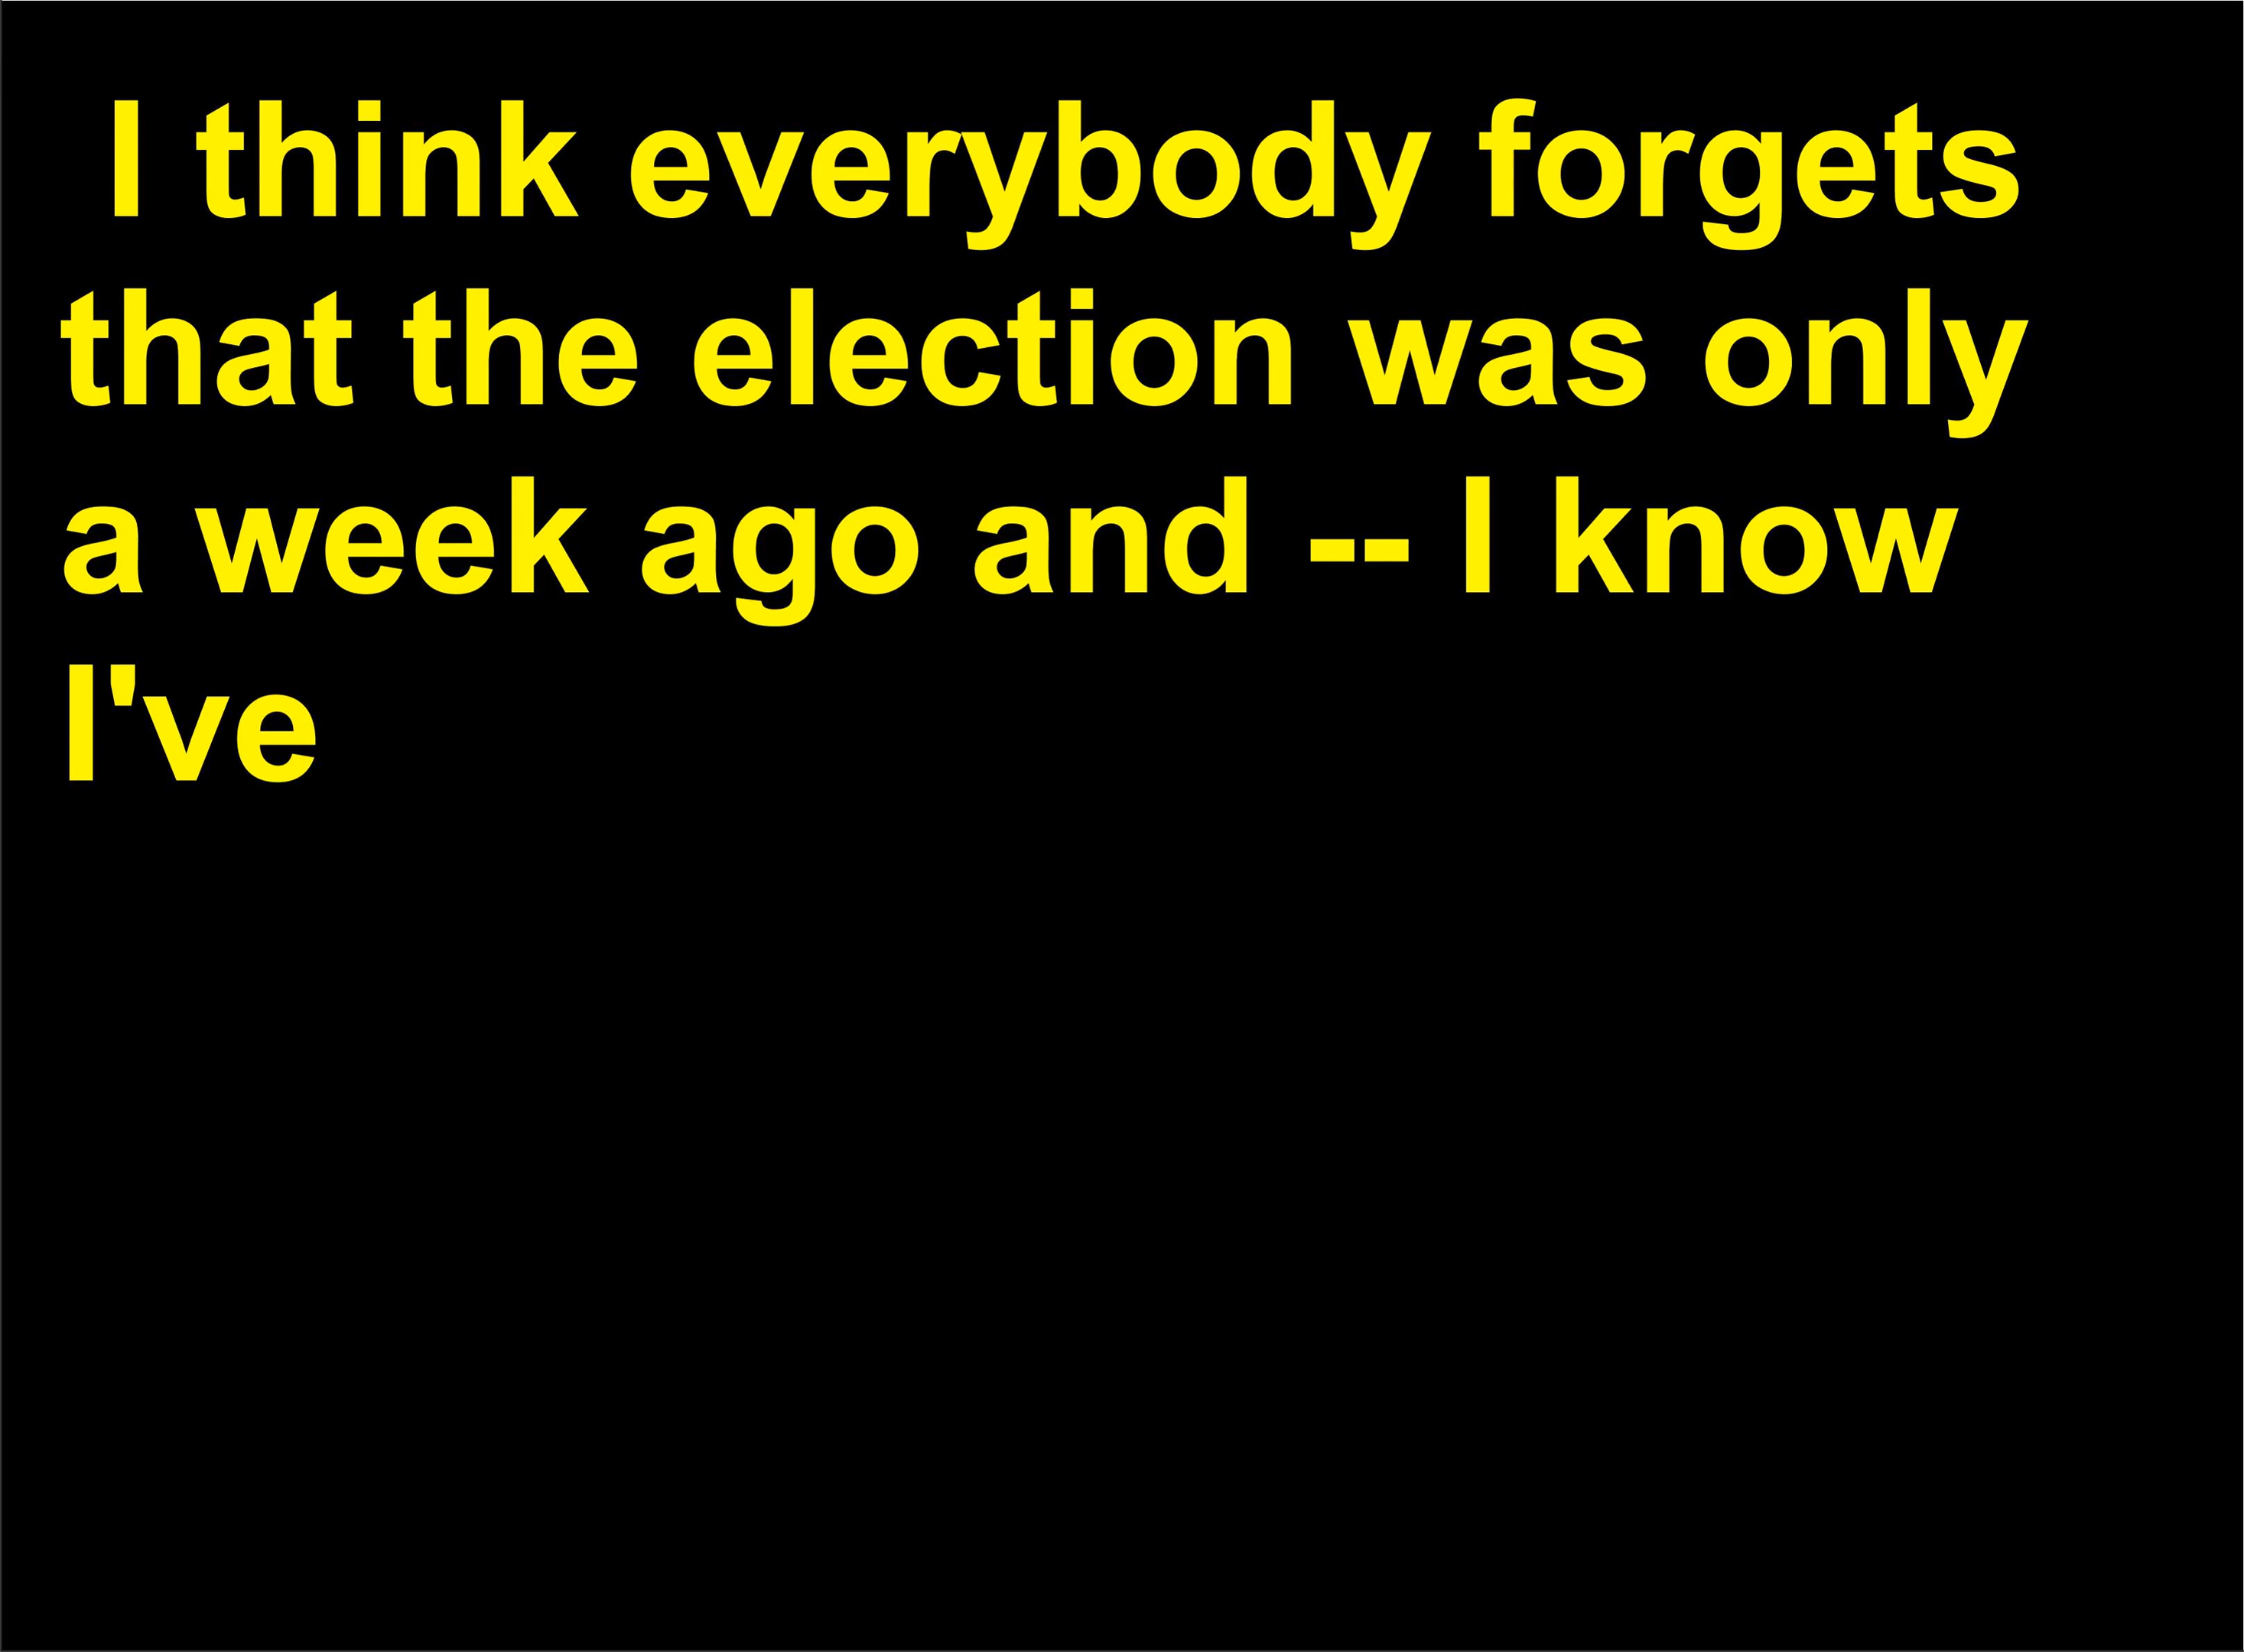 I think everybody forgets
that the election was only
a week ago and -- I know
I've